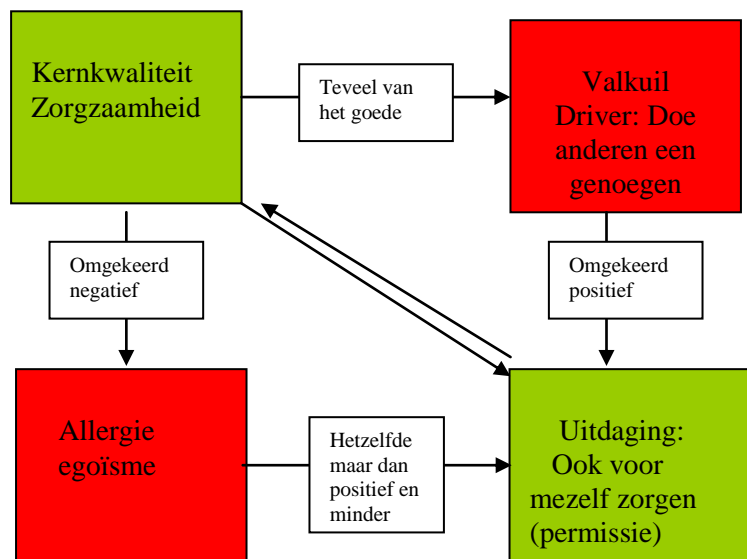 Kernkwaliteit
Zorgzaamheid
Teveel van
het goede
Valkuil
Driver: Doe
anderen een
genoegen
Omgekeerd
negatief
Omgekeerd
positief
Allergie
egoïsme
Hetzelfde
maar dan
positief en
minder
Uitdaging:
Ook voor
mezelf zorgen
(permissie)